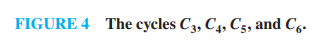 FIGURE 4 The cycles C₃, C₄, C₅, and C₆.